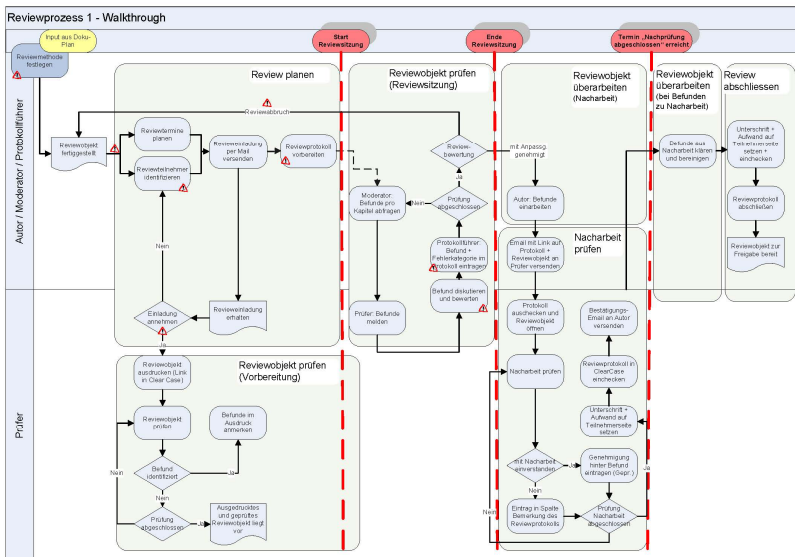 Reviewprozess 1 - Walkthrough
Input aus Doku-
Plan
Start
Reviewsitzung
Ende
Reviewsitzung
Termin „Nachprüfung
abgeschlossen“ erreicht
Autor / Moderator / Protokollführer
Prüfer
Reviewmethode
festlegen
Review planen
Reviewobjekt prüfen
(Reviewsitzung)
Reviewobjekt
überarbeiten
(Nacharbeit)
Reviewobjekt
überarbeiten
(bei Befunden
zu Nacharbeit)
Review
abschliessen
Reviewabbruch
Reviewobjekt
fertiggestellt
Reviewtermine
planen
Reviewteilnehmer
identifizieren
Revieweinladung
per Mail
versenden
Reviewprotokoll
vorbereiten
Review-
bewertung
mit Anpassg.
genehmigt
Ja
Prüfung
abgeschlossen
Nein
Moderator:
Befunde pro
Kapitel abfragen
Autor: Befunde
einarbeiten
Befunde aus
Nacharbeit klären
und bereinigen
Unterschrift +
Aufwand auf
Teilnehmerseite
setzen +
einchecken
Reviewprotokoll
abschließen
Reviewobjekt zur
Freigabe bereit
Nacharbeit
prüfen
Protokollführer:
Befund +
Fehlerkategorie im
Protokoll eintragen
Email mit Link auf
Protokoll +
Reviewobjekt an
Prüfer versenden
Nein
Befund diskutieren
und bewerten
Einladung
annehmen
Revieweinladung
erhalten
Prüfer: Befunde
melden
Protokoll
auschecken und
Reviewobjekt
öffnen
Bestätigungs-
Email an Autor
versenden
Ja
Reviewobjekt
ausdrucken (Link
in Clear Case.)
Reviewobjekt prüfen
(Vorbereitung)
Nacharbeit prüfen
Reviewprotokoll in
ClearCase
einchecken
Reviewobjekt
prüfen
Befunde im
Ausdruck
anmerken
Unterschrift +
Aufwand auf
Teilnehmerseite
setzen
Nein
Befund
identifiziert
Ja
mit Nacharbeit
einverstanden
Ja
Genehmigung
hinter Befund
eintragen (Gepr.)
Ja
Nein
Nein
Prüfung
abgeschlossen
Ja
Ausgedrucktes
und geprüftes
Reviewobjekt liegt
vor
Nein
Eintrag in Spalte
Bemerkung des
Reviewprotokolls
Prüfung
Nacharbeit
abgeschlossen